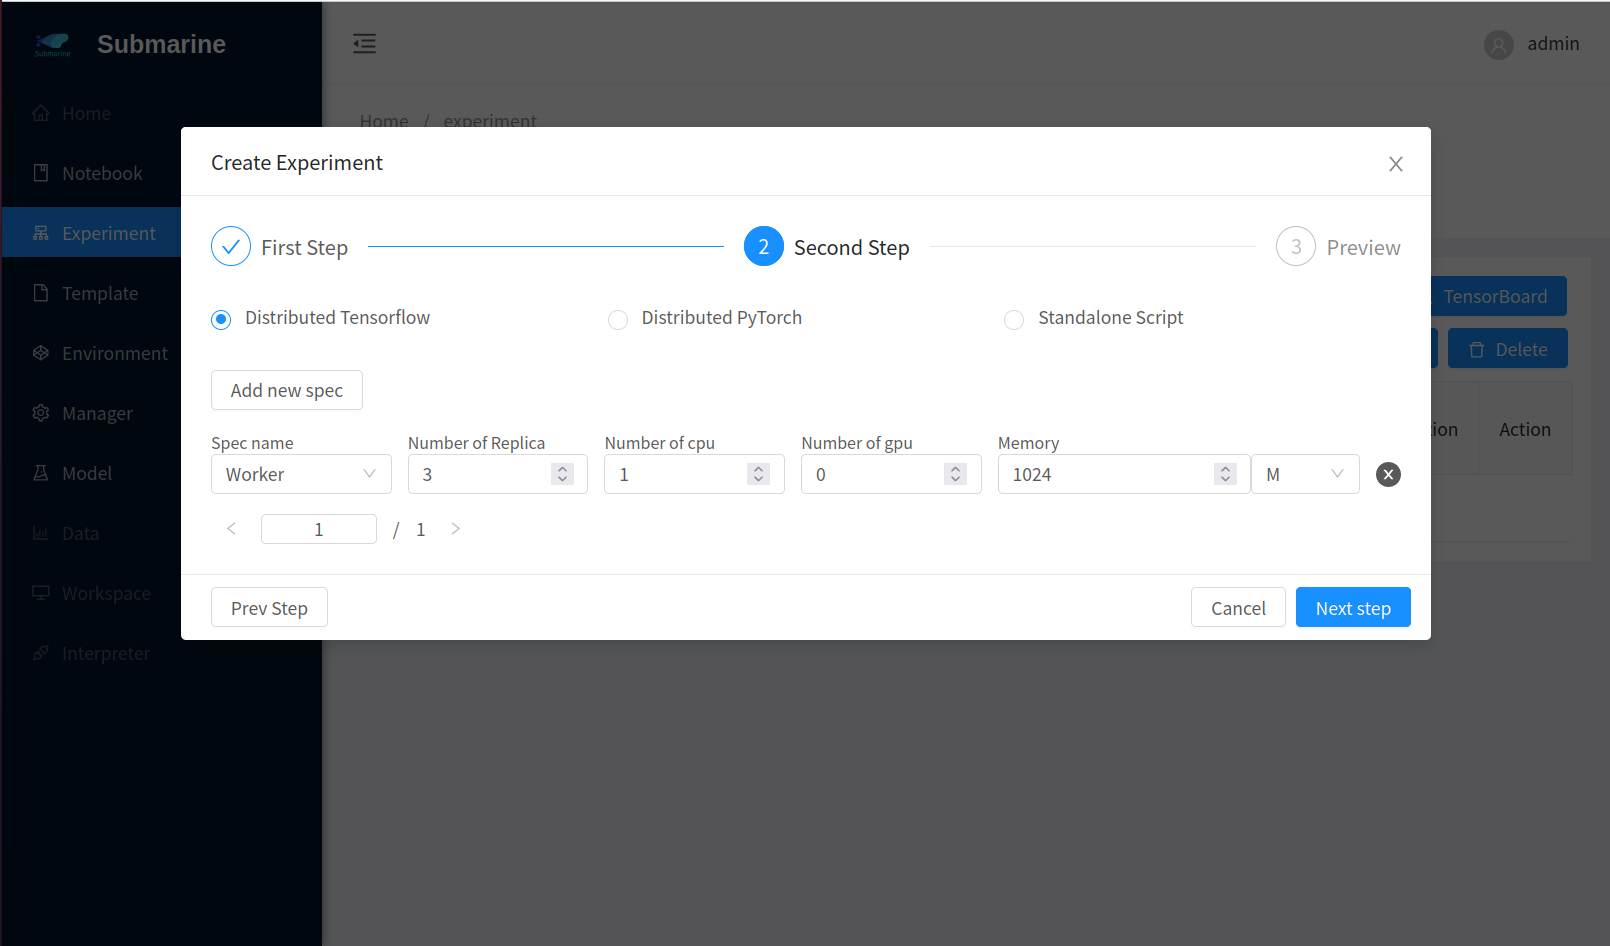 Submarine
Submarine
admin
Home
Notebook
Experiment
Template
Environment
Manager
Model
Data
Workspace
Interpreter
Home / experiment
Create Experiment
First Step
2 Second Step
3 Preview
Distributed Tensorflow
Distributed PyTorch
Standalone Script
TensorBoard
Delete
Add new spec
Action
Spec name
Number of Replica
Number of cpu
Number of gpu
Memory
Worker
3
1
0
1024
M
1 / 1
Prev Step
Cancel
Next step